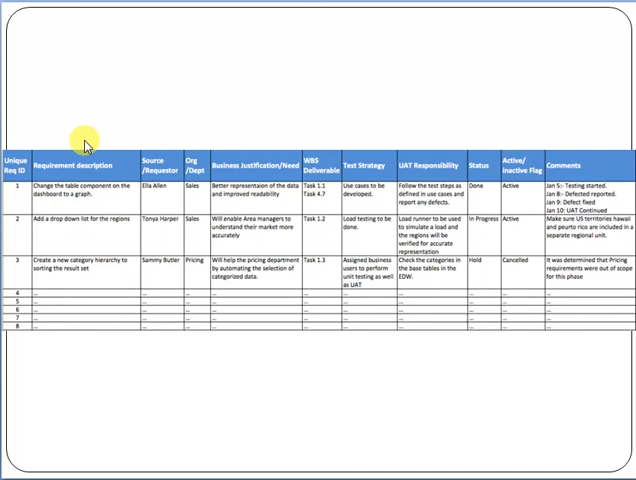 Unique Req ID | Requirement description | Source /Requestor | Org /Dept | Business Justification/Need | WBS Deliverable | Test Strategy | UAT Responsibility | Status | Active/ Inactive Flag | Comments
1 | Change the table component on the dashboard to a graph. | Ella Allen | Sales | Better representaion of the data and improved readability | Task 1.1 Task 4.7 | Use cases to be developed. | Follow the test steps as defined in use cases and report any defects. | Done | Active | Jan 5:- Testing started. Jan 8:- Defected reported. Jan 9: Defect fixed Jan 10: UAT Continued
2 | Add a drop down list for the regions | Tonya Harper | Sales | Will enable Area managers to understand their market more accurately | Task 1.2 | Load testing to be done. | Load runner to be used to simulate a load and the regions will be verified for accurate representation | In Progress | Active | Make sure US territories hawaii and peurto rico are included in a separate regional unit.
3 | Create a new category hierarchy to sorting the result set | Sammy Butler | Pricing | Will help the pricing department by automating the selection of categorized data. | Task 1.3 | Assigned business users to perform unit testing as well as UAT | Check the categories in the base tables in the EDW. | Hold | Cancelled | It was determined that Pricing requirements were out of scope for this phase
4 | ... | ... | ... | ... | ... | ... | ... | ... | ... | ...
5 | ... | ... | ... | ... | ... | ... | ... | ... | ... | ...
6 | ... | ... | ... | ... | ... | ... | ... | ... | ... | ...
7 | ... | ... | ... | ... | ... | ... | ... | ... | ... | ...
8 | ... | ... | ... | ... | ... | ... | ... | ... | ... | ...